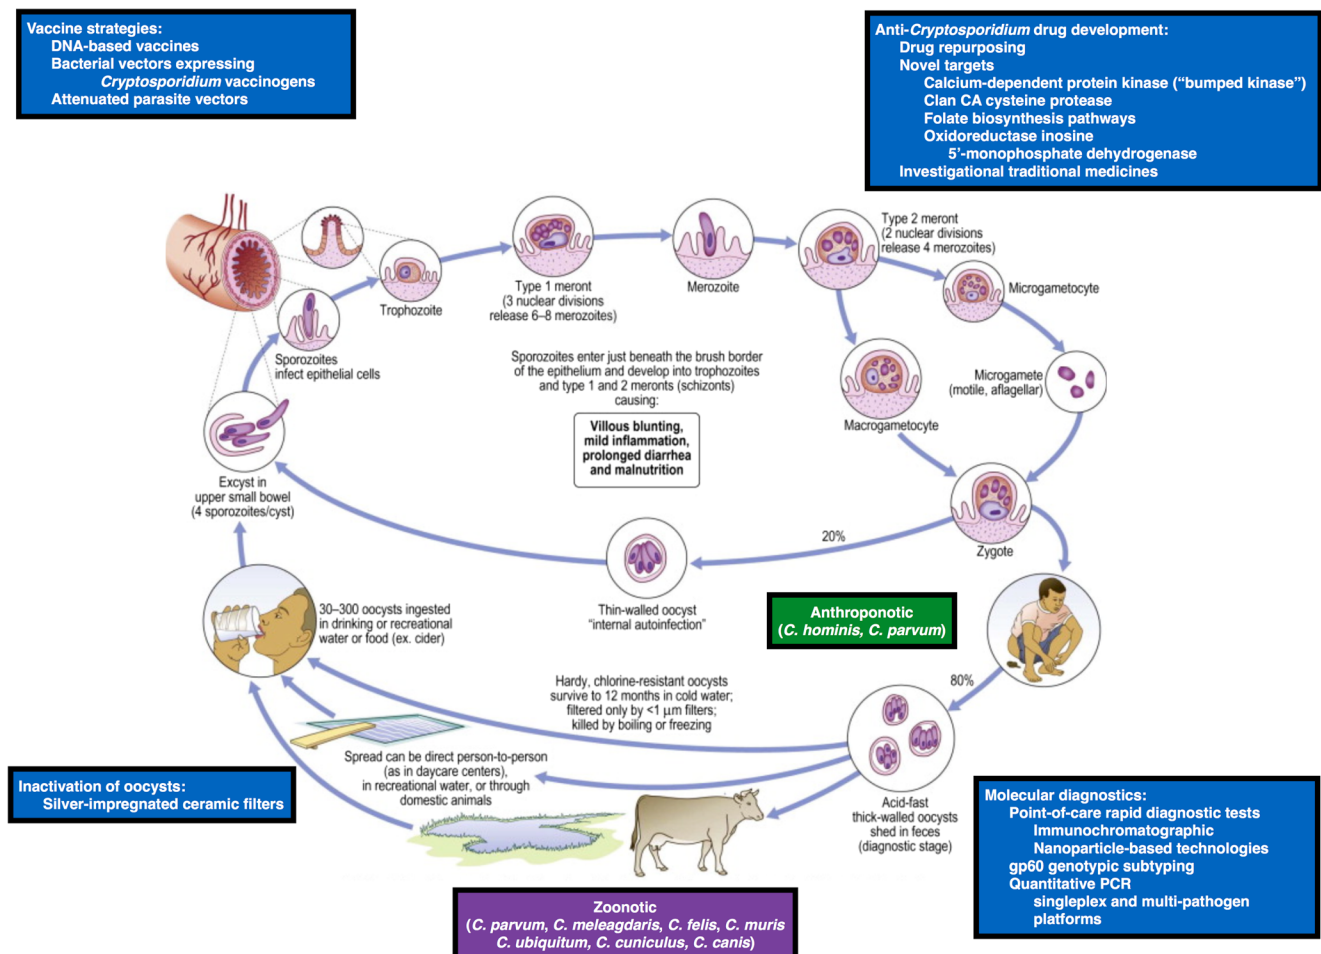 Vaccine strategies:
DNA-based vaccines
Bacterial vectors expressing
Cryptosporidium vaccinogens
Attenuated parasite vectors
Anti-Cryptosporidium drug development:
Drug repurposing
Novel targets
Calcium-dependent protein kinase (“bumped kinase”)
Clan CA cysteine protease
Folate biosynthesis pathways
Oxidoreductase inosine
5’-monophosphate dehydrogenase
Investigational traditional medicines
Trophozoite
Type 1 meront
(3 nuclear divisions
release 6–8 merozoites)
Merozoite
Type 2 meront
(2 nuclear divisions
release 4 merozoites)
Microgametocyte
Sporozoites
infect epithelial cells
Sporozoites enter just beneath the brush border
of the epithelium and develop into trophozoites
and type 1 and 2 meronts (schizonts)
causing:
Villous blunting,
mild inflammation,
prolonged diarrhea
and malnutrition
Microgamete
(motile, aflagellar)
Macrogametocyte
Excyst in
upper small bowel
(4 sporozoites/cyst)
20%
Zygote
Thin-walled oocyst
“internal autoinfection”
Anthroponotic
(C. hominis, C. parvum)
30–300 oocysts ingested
in drinking or recreational
water or food (ex. cider)
80%
Hardy, chlorine-resistant oocysts
survive to 12 months in cold water;
filtered only by <1 μm filters;
killed by boiling or freezing
Spread can be direct person-to-person
(as in daycare centers),
in recreational water, or through
domestic animals
Acid-fast
thick-walled oocysts
shed in feces
(diagnostic stage)
Inactivation of oocysts:
Silver-impregnated ceramic filters
Molecular diagnostics:
Point-of-care rapid diagnostic tests
Immunochromatographic
Nanoparticle-based technologies
gp60 genotypic subtyping
Quantitative PCR
singleplex and multi-pathogen
platforms
Zoonotic
(C. parvum, C. meleagdaris, C. felis, C. muris
C. ubiquitum, C. cuniculus, C. canis)